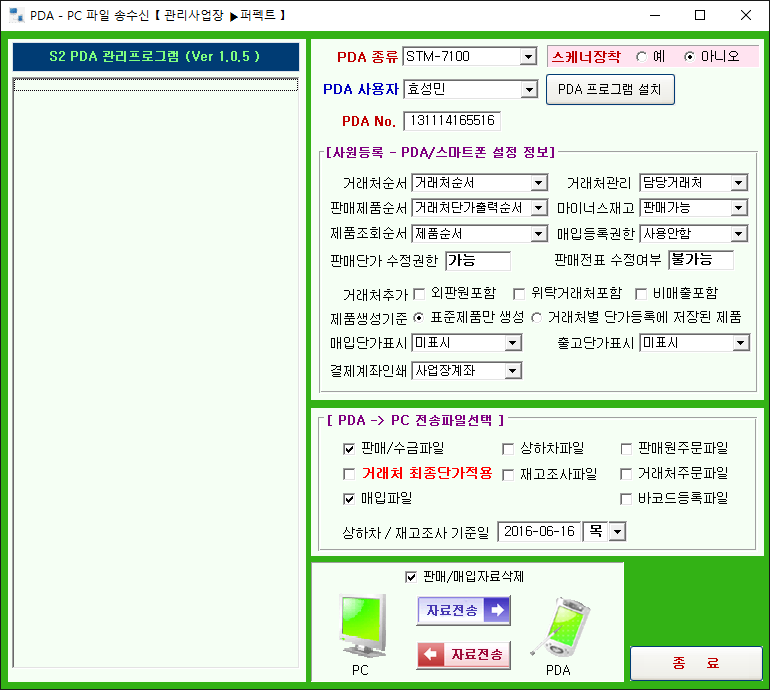 PDA - PC 파일 송수신【 관리사업장 ▶퍼펙트 】
S2 PDA 관리프로그램 (Ver 1.0.5 )
PDA 종류 STM-7100 스케너장착 예 아니오
PDA 사용자 효성민 PDA 프로그램 설치
PDA No. 131114165516
[사원등록 - PDA/스마트폰 설정 정보]
거래처순서 거래처순서 거래처관리 담당거래처
판매제품순서 거래처단가출력순서 마이너스재고 판매가능
제품조회순서 제품순서 매입등록권한 사용안함
판매단가 수정권한 가능 판매전표 수정여부 불가능
거래처추가 외판원포함 위탁거래처포함 비매출포함
제품생성기준 표준제품만 생성 거래처별 단가등록에 저장된 제품
매입단가표시 미표시 출고단가표시 미표시
결제계좌인쇄 사업장계좌
[ PDA -> PC 전송파일선택 ]
판매/수금파일 상하차파일 판매원주문파일
거래처 최종단가적용 재고조사파일 거래처주문파일
매입파일 바코드등록파일
상하차 / 재고조사 기준일 2016-06-16 목
판매/매입자료삭제
자료전송
자료전송
PC PDA
종 료